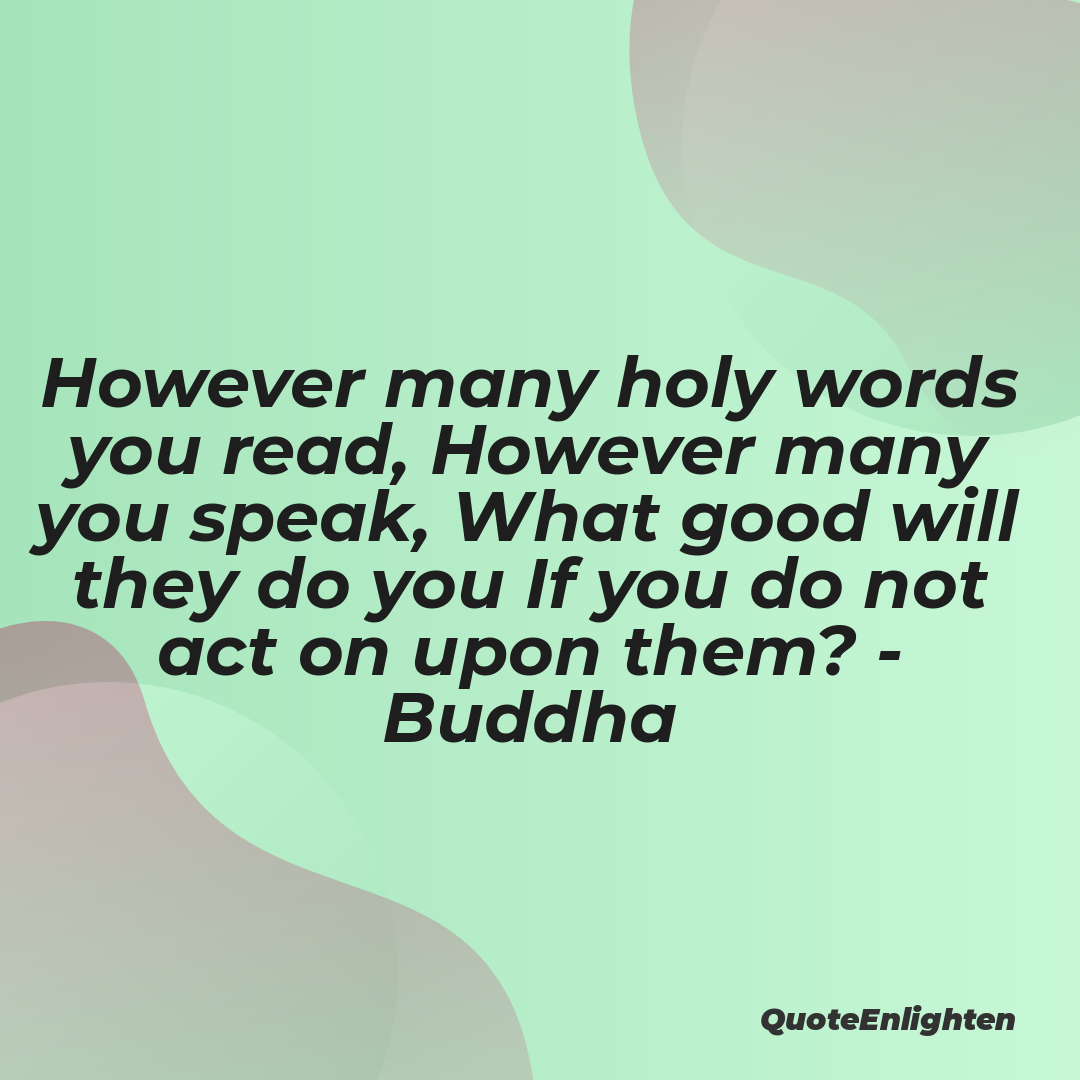 However many holy words
you read, However many
you speak, What good will
they do you If you do not
act on upon them? -
Buddha
QuoteEnlighten